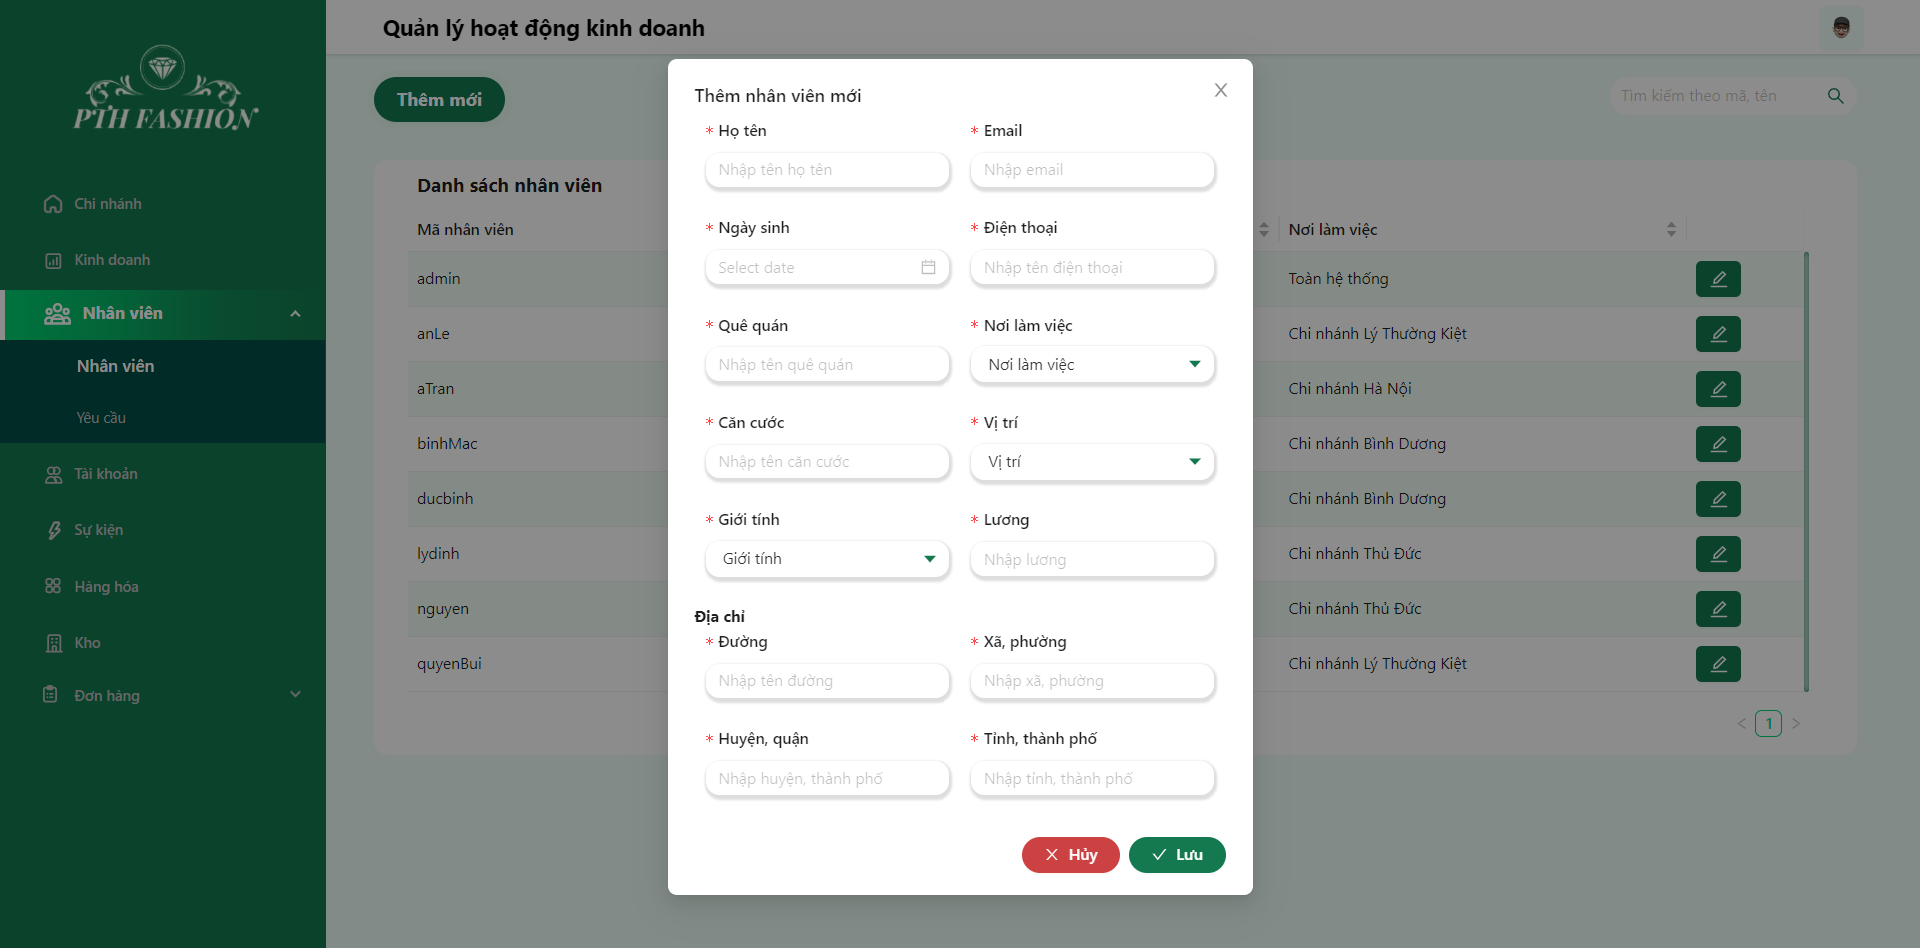 PTH FASHION
Chi nhánh
Kinh doanh
Nhân viên
Nhân viên
Yêu cầu
Tài khoản
Sự kiện
Hàng hóa
Kho
Đơn hàng
Quản lý hoạt động kinh doanh
Thêm mới
Tìm kiếm theo mã, tên
Danh sách nhân viên
Mã nhân viên
Nơi làm việc
admin
Toàn hệ thống
anLe
Chi nhánh Lý Thường Kiệt
aTran
Chi nhánh Hà Nội
binhMac
Chi nhánh Bình Dương
ducbinh
Chi nhánh Bình Dương
lydinh
Chi nhánh Thủ Đức
nguyen
Chi nhánh Thủ Đức
quyenBui
Chi nhánh Lý Thường Kiệt
< 1 >
Thêm nhân viên mới
* Họ tên
* Email
Nhập tên họ tên
Nhập email
* Ngày sinh
* Điện thoại
Select date
Nhập tên điện thoại
* Quê quán
* Nơi làm việc
Nhập tên quê quán
Nơi làm việc
* Căn cước
* Vị trí
Nhập tên căn cước
Vị trí
* Giới tính
* Lương
Giới tính
Nhập lương
Địa chỉ
* Đường
* Xã, phường
Nhập tên đường
Nhập xã, phường
* Huyện, quận
* Tỉnh, thành phố
Nhập huyện, thành phố
Nhập tỉnh, thành phố
Hủy
Lưu